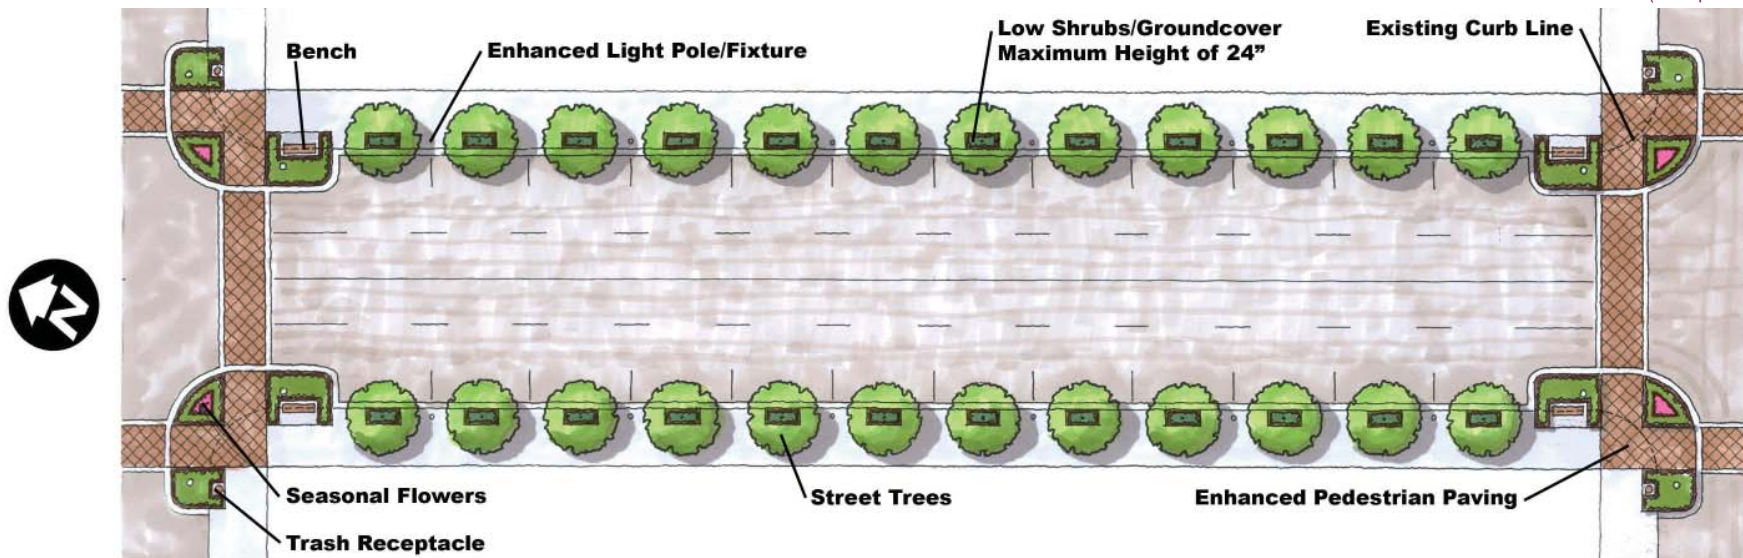 Low Shrubs/Groundcover
Maximum Height of 24”
Existing Curb Line
Bench
Enhanced Light Pole/Fixture
N
Seasonal Flowers
Street Trees
Enhanced Pedestrian Paving
Trash Receptacle